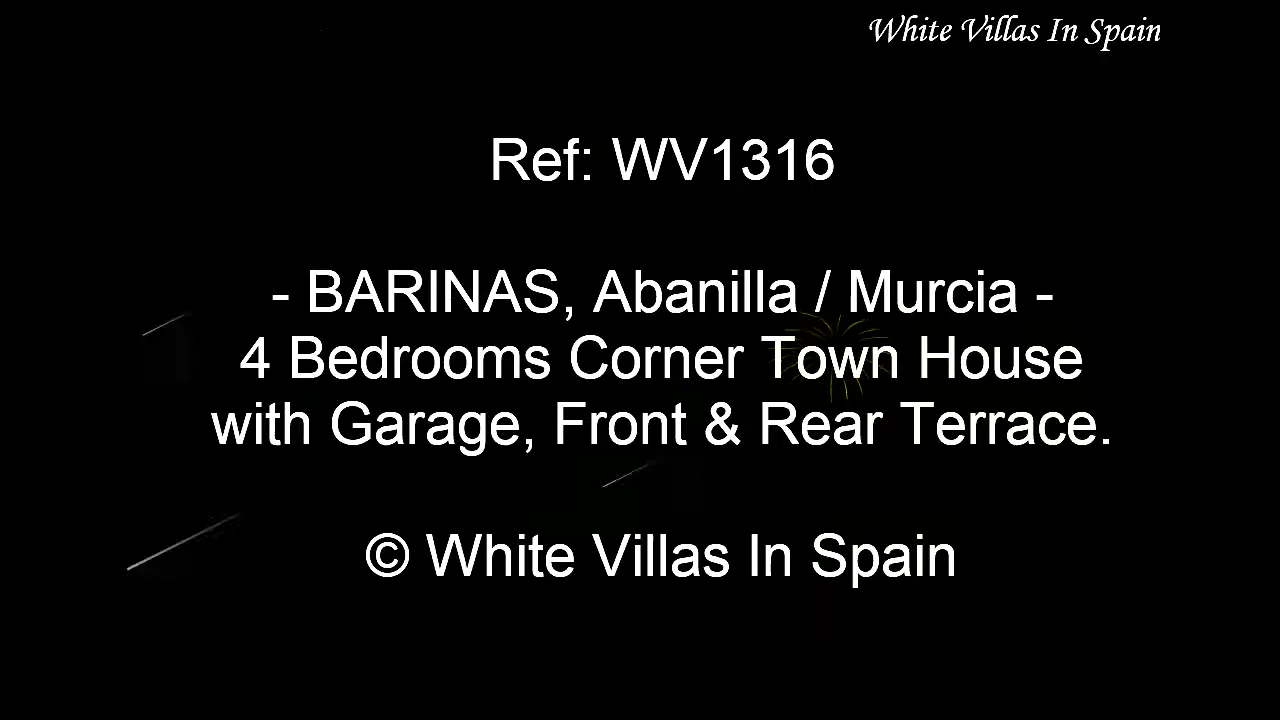 White Villas In Spain
Ref: WV1316
- BARINAS, Abanilla / Murcia -
4 Bedrooms Corner Town House
with Garage, Front & Rear Terrace.
© White Villas In Spain